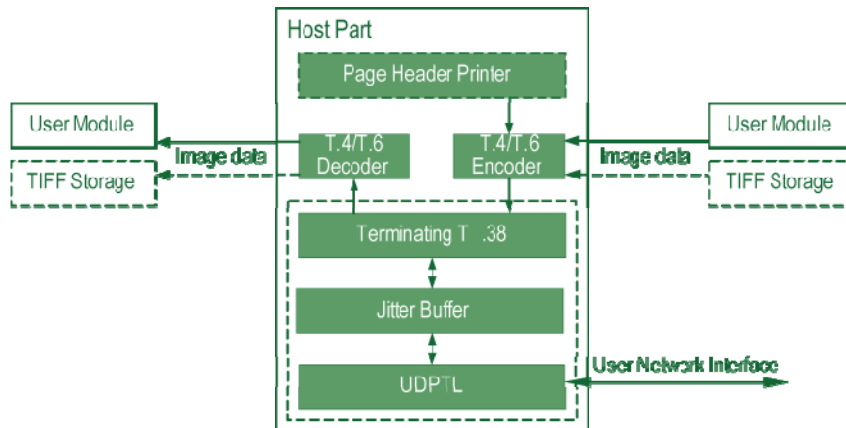 Host Part
Page Header Printer
User Module
TIFF Storage
Image data
T.4/T.6
Decoder
T.4/T.6
Encoder
Image data
User Module
TIFF Storage
Terminating T .38
Jitter Buffer
UDPTL
User Network Interface